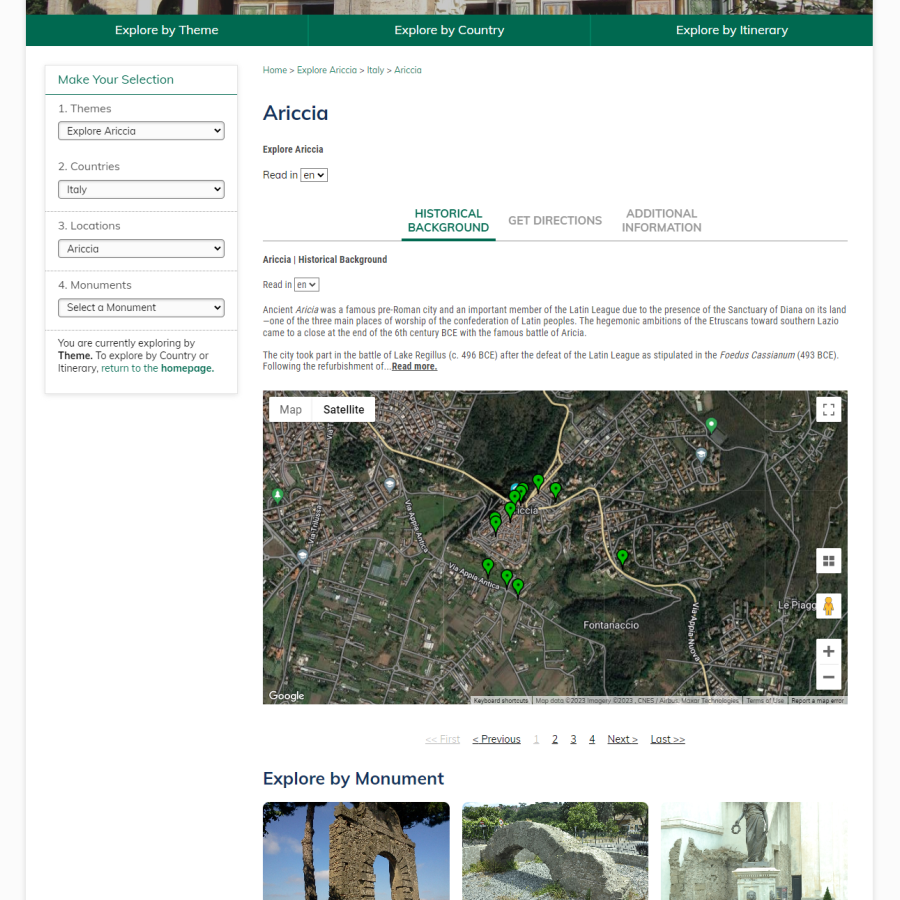 Explore by Theme
Explore by Country
Explore by Itinerary
Make Your Selection
1. Themes
Explore Ariccia
2. Countries
Italy
3. Locations
Ariccia
4. Monuments
Select a Monument
You are currently exploring by
Theme. To explore by Country or
Itinerary, return to the homepage.
Home > Explore Ariccia > Italy > Ariccia
Ariccia
Explore Ariccia
Read in en
HISTORICAL
BACKGROUND
GET DIRECTIONS
ADDITIONAL
INFORMATION
Ariccia | Historical Background
Read in en
Ancient Aricia was a famous pre-Roman city and an important member of the Latin League due to the presence of the Sanctuary of Diana on its land
—one of the three main places of worship of the confederation of Latin peoples. The hegemonic ambitions of the Etruscans toward southern Lazio
came to a close at the end of the 6th century BCE with the famous battle of Aricia.
The city took part in the battle of Lake Regillus (c. 496 BCE) after the defeat of the Latin League as stipulated in the Foedus Cassianum (493 BCE).
Following the refurbishment of...Read more.
Map
Satellite
Via Trilussa
Via Appia Antica
Via Appia Antica
Via Appia Nuova
Fontanaccio
Le Piagg
Google
Keyboard shortcuts
Map data ©2023 Imagery ©2023 , CNES / Airbus, Maxar Technologies
Terms of Use
Report a map error
<< First < Previous 1 2 3 4 Next > Last >>
Explore by Monument